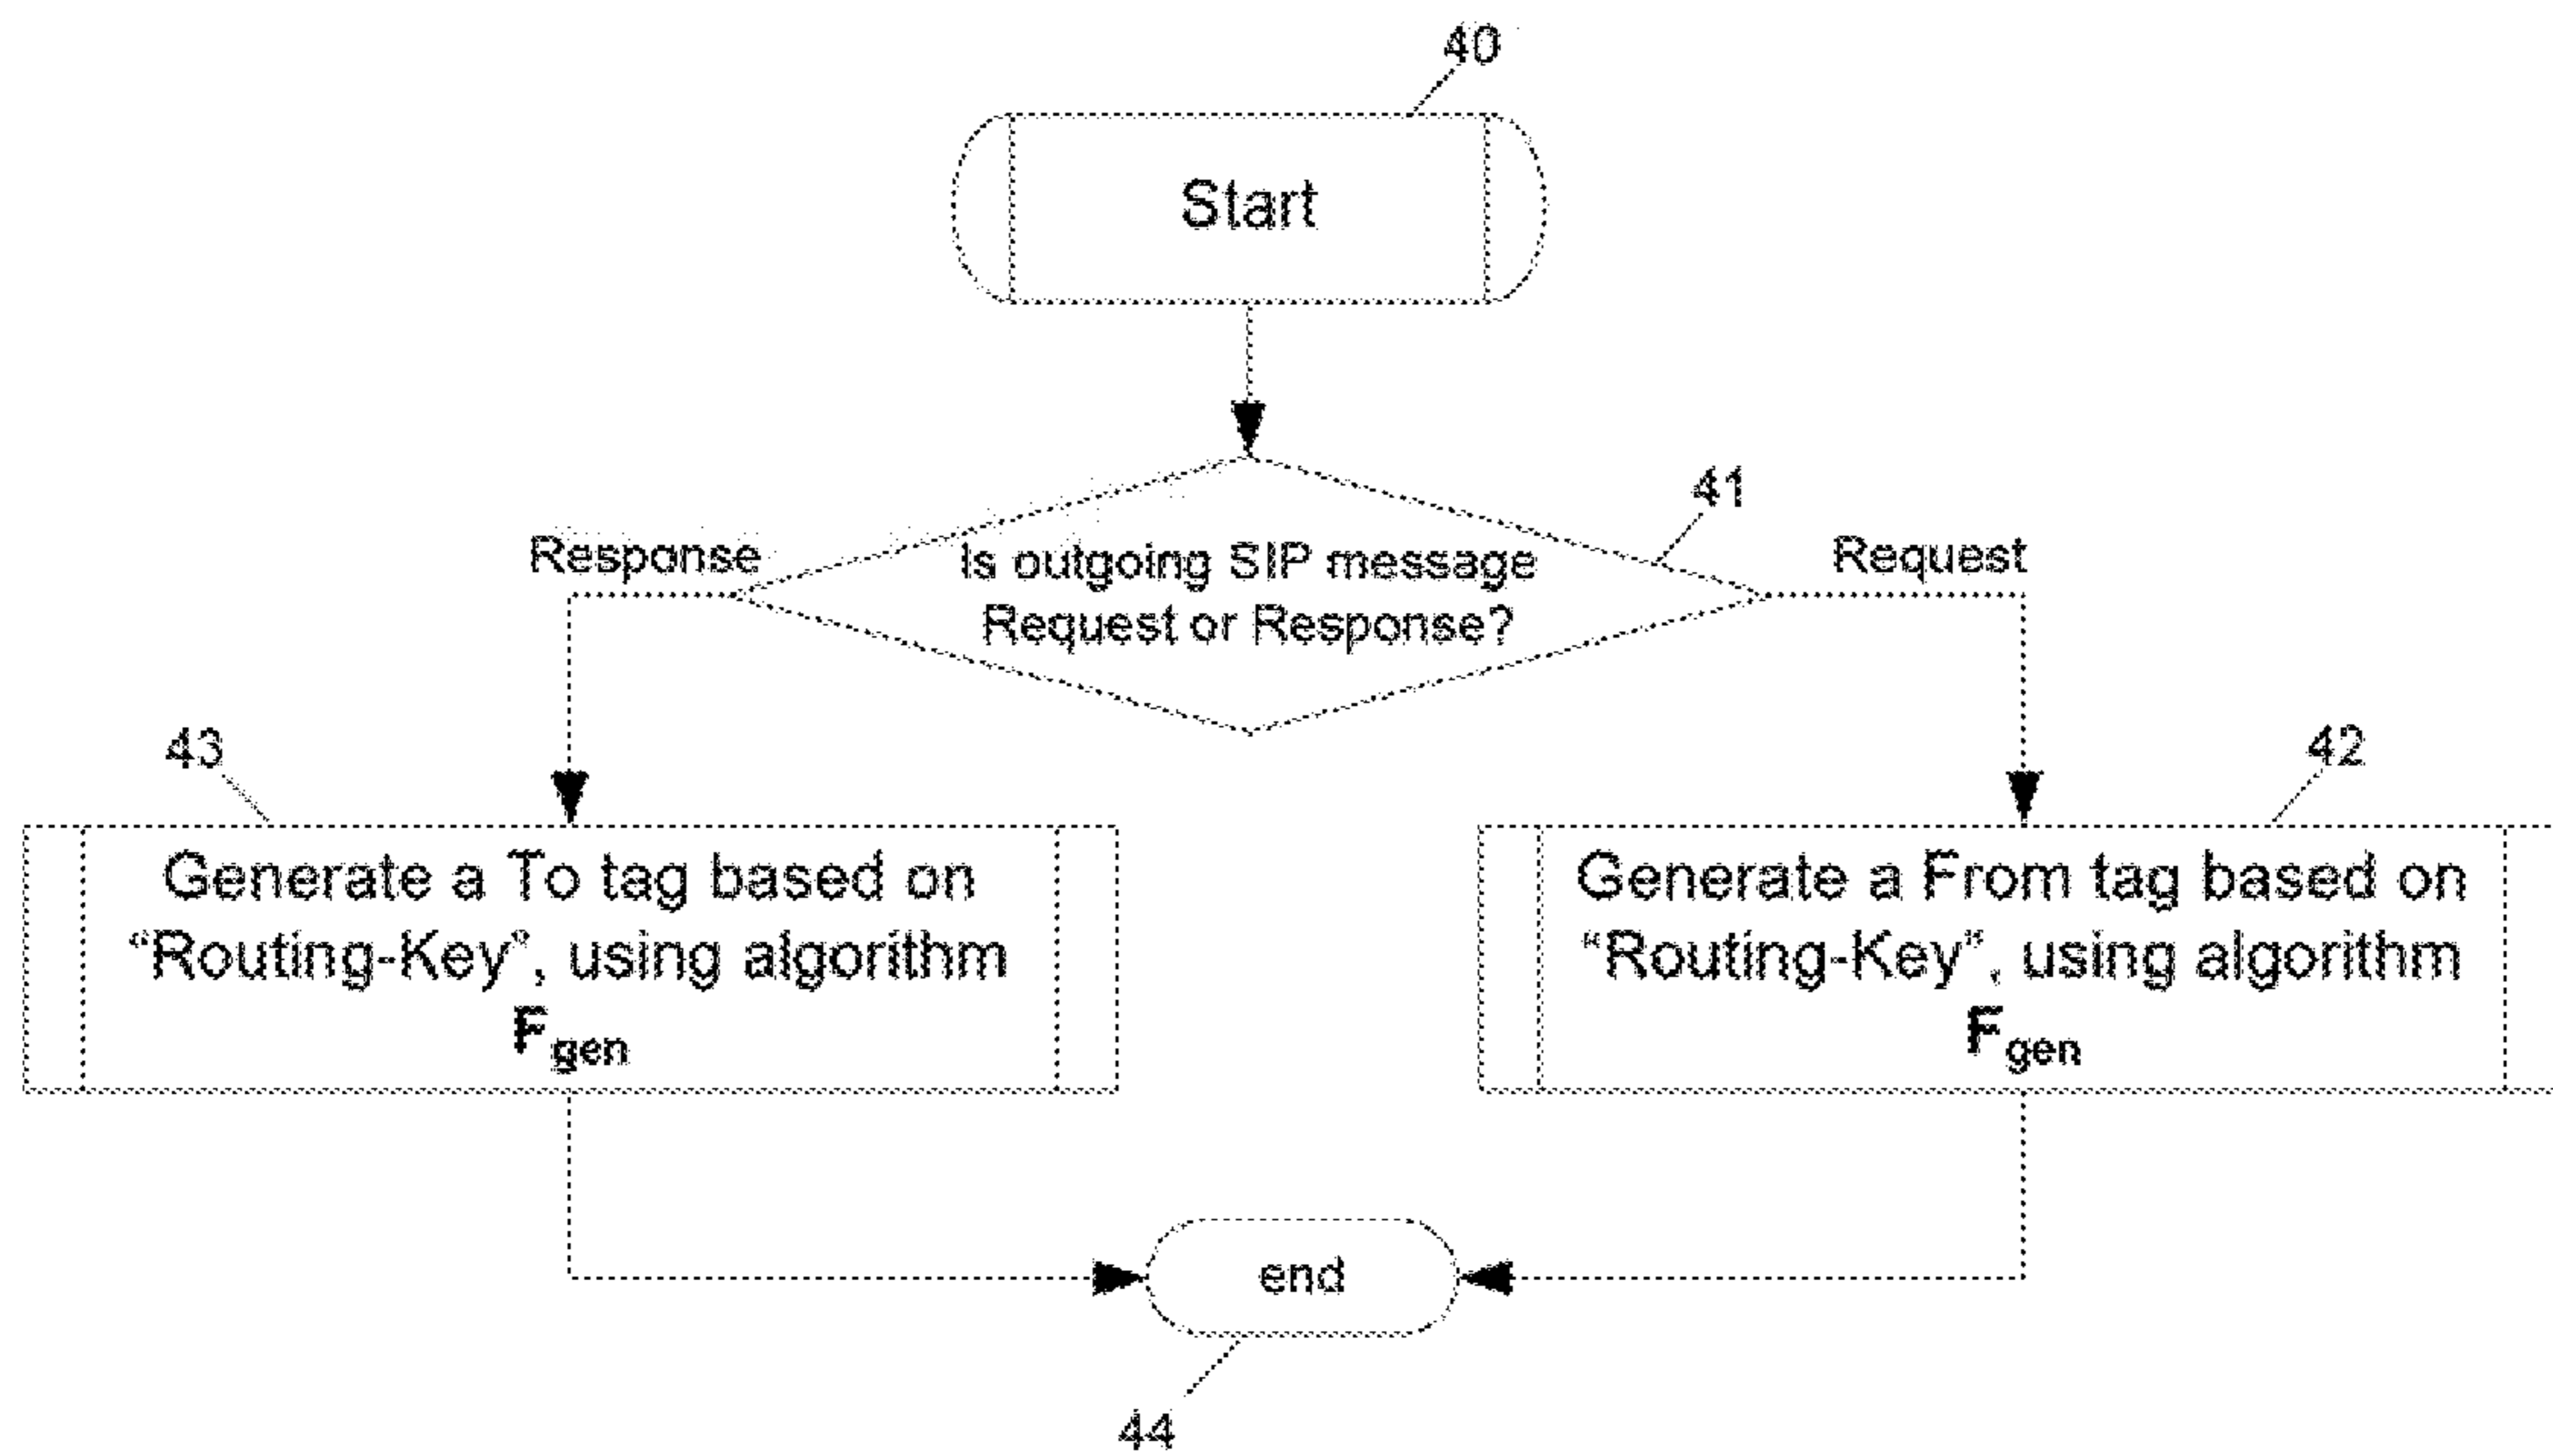 40
Start
41
Response
Is outgoing SIP message
Request or Response?
Request
43
Generate a To tag based on
“Routing-Key”, using algorithm
Fgen
42
Generate a From tag based on
“Routing-Key”, using algorithm
Fgen
end
44